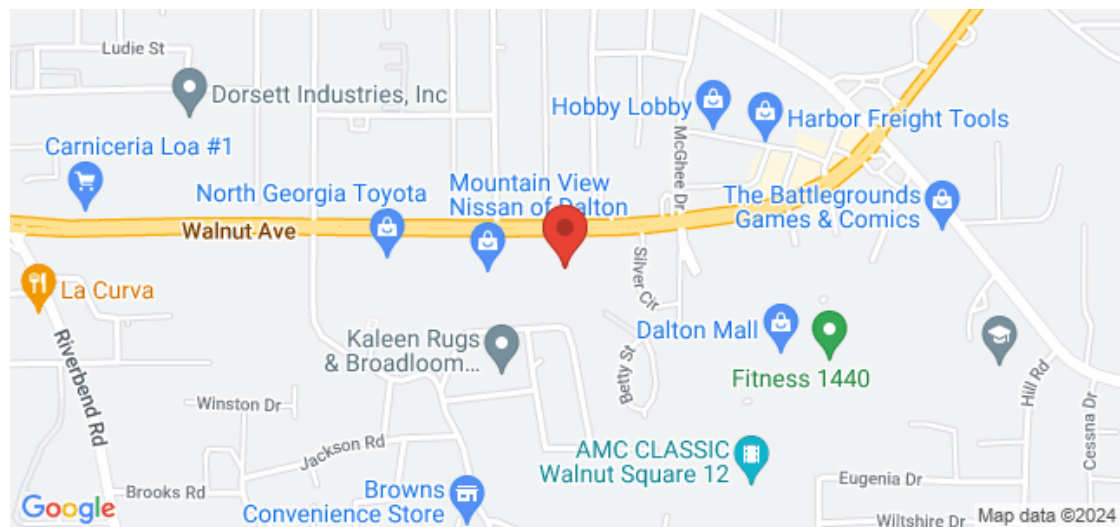 Ludie St
Dorsett Industries, Inc
Hobby Lobby
Harbor Freight Tools
McGhee Dr
Carniceria Loa #1
North Georgia Toyota
Mountain View
Nissan of Dalton
The Battlegrounds
Games & Comics
Walnut Ave
Silver Cir
La Curva
Riverbend Rd
Kaleen Rugs
& Broadloom...
Betty St
Dalton Mall
Fitness 1440
Hill Rd
Cessna Dr
Winston Dr
Jackson Rd
AMC CLASSIC
Walnut Square 12
Eugenia Dr
Brooks Rd
Browns
Convenience Store
Wiltshire Dr
Google
Map data ©2024